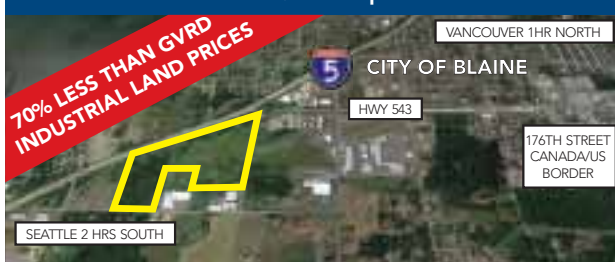 70% LESS THAN GVRD
INDUSTRIAL LAND PRICES
VANCOUVER 1HR NORTH
5
CITY OF BLAINE
HWY 543
176TH STREET
CANADA/US
BORDER
SEATTLE 2 HRS SOUTH